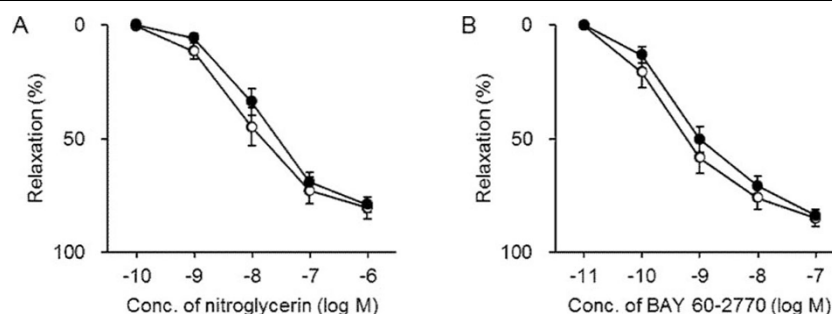 A
0
50
100
Relaxation (%)
-10 -9 -8 -7 -6
Conc. of nitroglycerin (log M)
B
0
50
100
Relaxation (%)
-11 -10 -9 -8 -7
Conc. of BAY 60-2770 (log M)